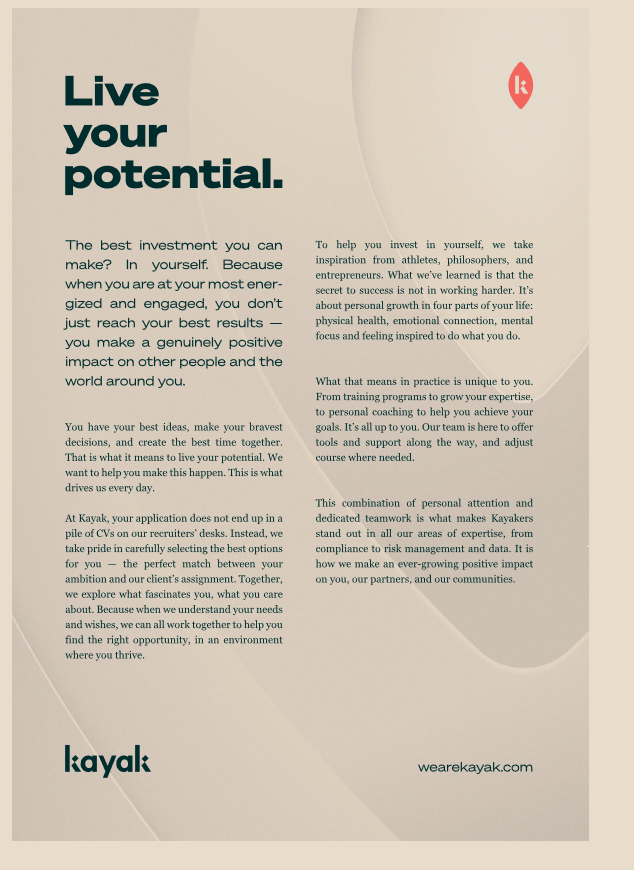 Live
your
potential.
k
The best investment you can
make? In yourself. Because
when you are at your most ener-
gized and engaged, you don’t
just reach your best results —
you make a genuinely positive
impact on other people and the
world around you.
You have your best ideas, make your bravest
decisions, and create the best time together.
That is what it means to live your potential. We
want to help you make this happen. This is what
drives us every day.
At Kayak, your application does not end up in a
pile of CVs on our recruiters’ desks. Instead, we
take pride in carefully selecting the best options
for you — the perfect match between your
ambition and our client’s assignment. Together,
we explore what fascinates you, what you care
about. Because when we understand your needs
and wishes, we can all work together to help you
find the right opportunity, in an environment
where you thrive.
To help you invest in yourself, we take
inspiration from athletes, philosophers, and
entrepreneurs. What we’ve learned is that the
secret to success is not in working harder. It’s
about personal growth in four parts of your life:
physical health, emotional connection, mental
focus and feeling inspired to do what you do.
What that means in practice is unique to you.
From training programs to grow your expertise,
to personal coaching to help you achieve your
goals. It’s all up to you. Our team is here to offer
tools and support along the way, and adjust
course where needed.
This combination of personal attention and
dedicated teamwork is what makes Kayakers
stand out in all our areas of expertise, from
compliance to risk management and data. It is
how we make an ever-growing positive impact
on you, our partners, and our communities.
kayak
wearekayak.com